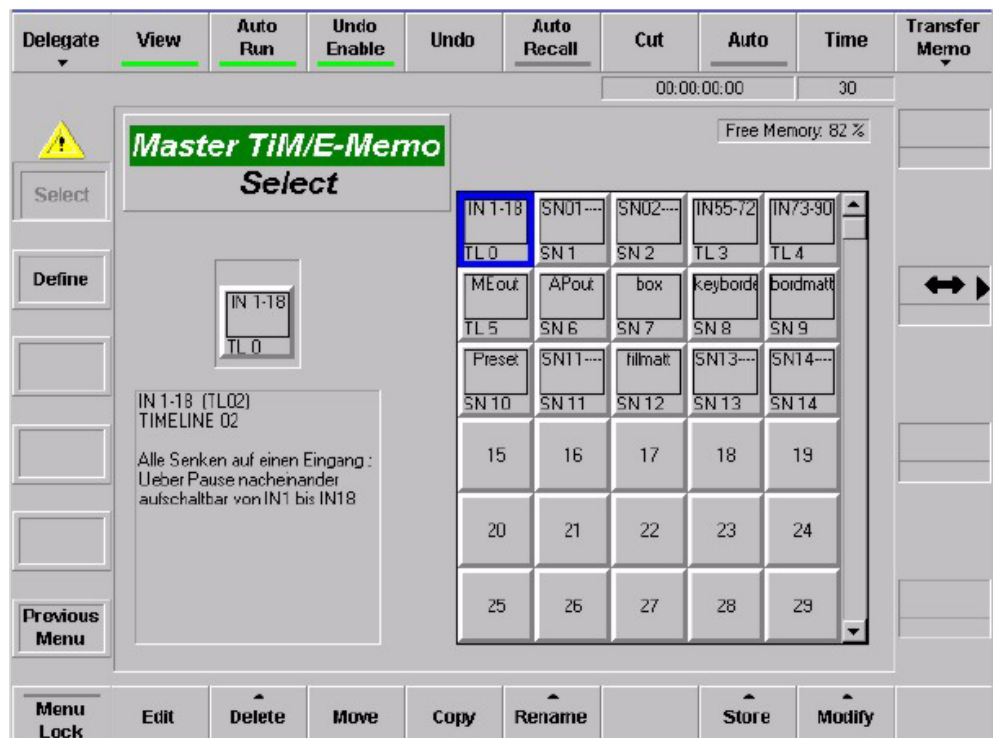 Delegate View Auto Run Undo Enable Undo Auto Recall Cut Auto Time Transfer Memo
00:00:00:00 30
Free Memory: 82 %
Master TiM/E-Memo
Select
Select
Define
Previous Menu
IN 1-18
TL 0
IN 1-18 (TL02)
TIMELINE 02
Alle Senken auf einen Eingang :
Ueber Pause nacheinander
aufschaltbar von IN1 bis IN18
IN 1-18 SN01---- SN02---- IN55-72 IN73-90
TL 0 SN 1 SN 2 TL 3 TL 4
MEout APout box keyborde bordmatt
TL 5 SN 6 SN 7 SN 8 SN 9
Preset SN11---- fillmatt SN13---- SN14----
SN 10 SN 11 SN 12 SN 13 SN 14
15 16 17 18 19
20 21 22 23 24
25 26 27 28 29
Menu Lock Edit Delete Move Copy Rename Store Modify